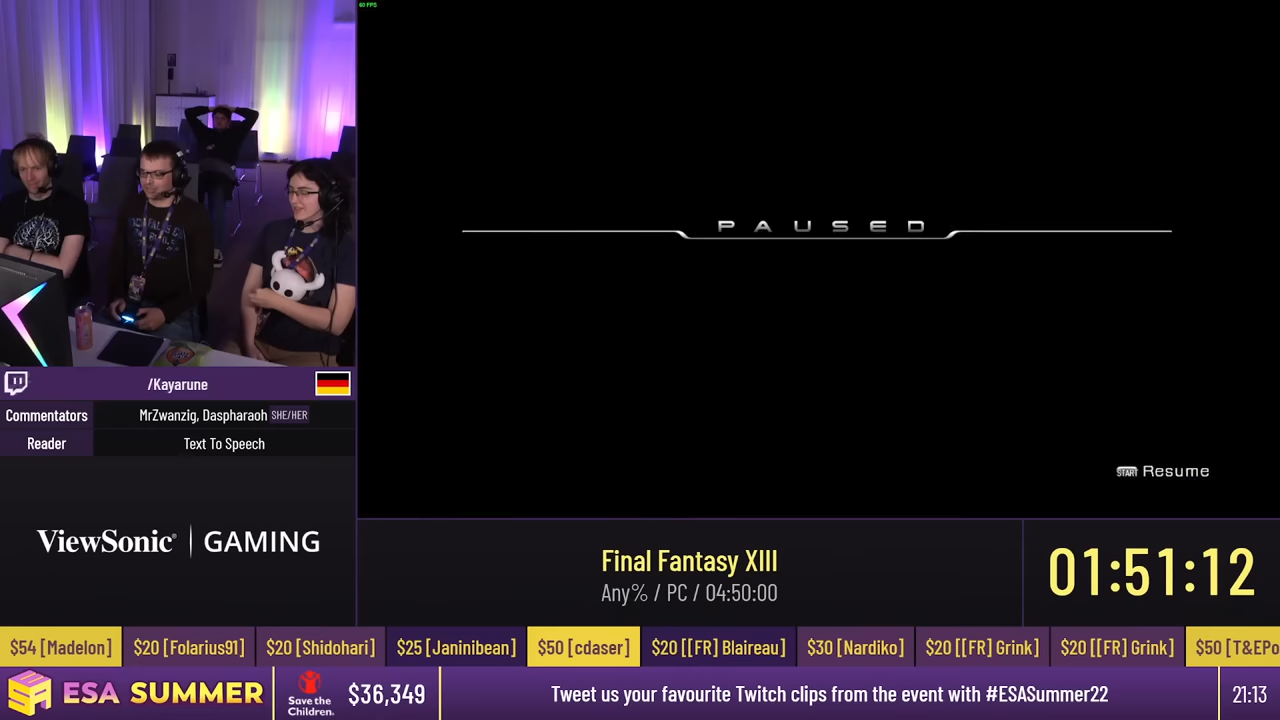 60 FPS
PAUSED
START Resume
/Kayarune
Commentators
MrZwanzig, Daspharaoh SHE/HER
Reader
Text To Speech
ViewSonic® | GAMING
Final Fantasy XIII
Any% / PC / 04:50:00
01:51:12
$54 [Madelon]
$20 [Folarius91]
$20 [Shidohari]
$25 [Janinibean]
$50 [cdaser]
$20 [[FR] Blaireau]
$30 [Nardiko]
$20 [[FR] Grink]
$20 [[FR] Grink]
$50 [T&EPo
ESA SUMMER
Save the
Children.
$36,349
Tweet us your favourite Twitch clips from the event with #ESASummer22
21:13